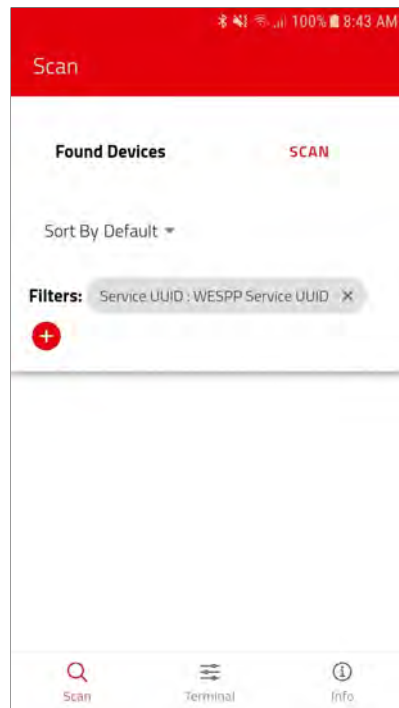 100% 8:43 AM
Scan
Found Devices SCAN
Sort By Default
Filters: Service UUID : WESPP Service UUID ×
+
Scan Terminal Info